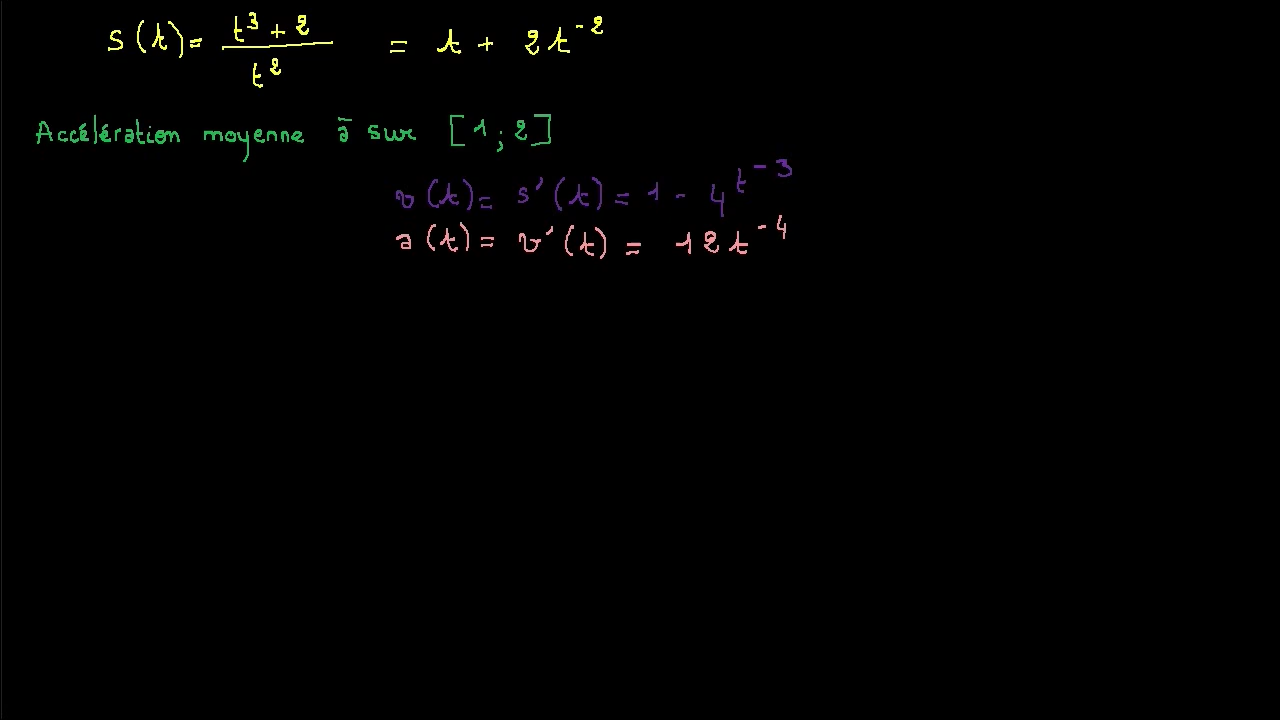 s(t) = (t³ + 2) / t² = t + 2t⁻²
Accélération moyenne ā sur [1 ; 2]
v(t) = s'(t) = 1 - 4t⁻³
a(t) = v'(t) = 12t⁻⁴